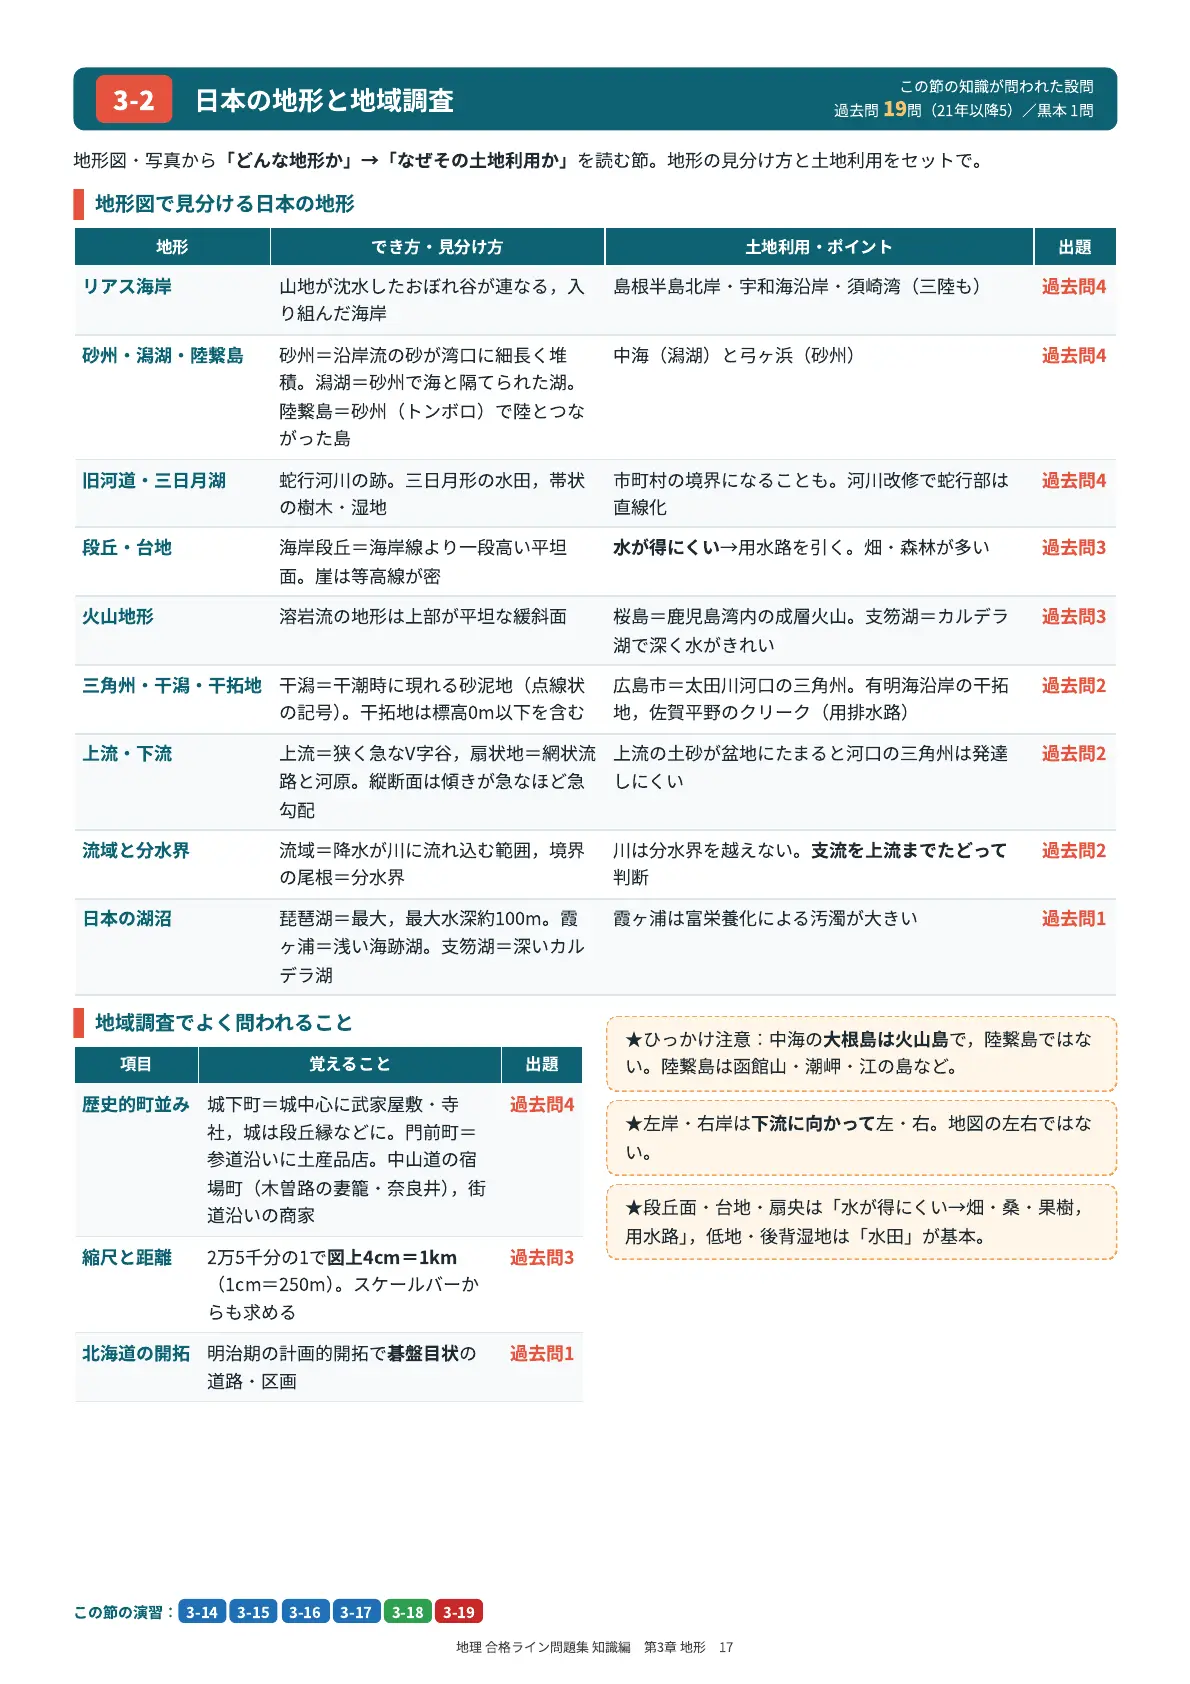 3-2 日本の地形と地域調査
この節の知識が問われた設問
過去問 19問（21年以降5）／黒本 1問
地形図・写真から「どんな地形か」→「なぜその土地利用か」を読む節。地形の見分け方と土地利用をセットで。
地形図で見分ける日本の地形
地形 でき方・見分け方 土地利用・ポイント 出題
リアス海岸 山地が沈水したおぼれ谷が連なる，入 島根半島北岸・宇和海沿岸・須崎湾（三陸も） 過去問4
り組んだ海岸
砂州・潟湖・陸繋島 砂州＝沿岸流の砂が湾口に細長く堆 中海（潟湖）と弓ヶ浜（砂州） 過去問4
積。潟湖＝砂州で海と隔てられた湖。
陸繋島＝砂州（トンボロ）で陸とつな
がった島
旧河道・三日月湖 蛇行河川の跡。三日月形の水田，帯状 市町村の境界になることも。河川改修で蛇行部は 過去問4
の樹木・湿地 直線化
段丘・台地 海岸段丘＝海岸線より一段高い平坦 水が得にくい→用水路を引く。畑・森林が多い 過去問3
面。崖は等高線が密
火山地形 溶岩流の地形は上部が平坦な緩斜面 桜島＝鹿児島湾内の成層火山。支笏湖＝カルデラ 過去問3
湖で深く水がきれい
三角州・干潟・干拓地 干潟＝干潮時に現れる砂泥地（点線状 広島市＝太田川河口の三角州。有明海沿岸の干拓 過去問2
の記号）。干拓地は標高0m以下を含む 地，佐賀平野のクリーク（用排水路）
上流・下流 上流＝狭く急なV字谷，扇状地＝網状流 上流の土砂が盆地にたまると河口の三角州は発達 過去問2
路と河原。縦断面は傾きが急なほど急 しにくい
勾配
流域と分水界 流域＝降水が川に流れ込む範囲，境界 川は分水界を越えない。支流を上流までたどって 過去問2
の尾根＝分水界 判断
日本の湖沼 琵琶湖＝最大，最大水深約100m。霞 霞ヶ浦は富栄養化による汚濁が大きい 過去問1
ヶ浦＝浅い海跡湖。支笏湖＝深いカル
デラ湖
地域調査でよく問われること
項目 覚えること 出題
歴史的町並み 城下町＝城中心に武家屋敷・寺 過去問4
社，城は段丘縁などに。門前町＝
参道沿いに土産品店。中山道の宿
場町（木曽路の妻籠・奈良井），街
道沿いの商家
縮尺と距離 2万5千分の1で図上4cm＝1km 過去問3
（1cm＝250m）。スケールバーか
らも求める
北海道の開拓 明治期の計画的開拓で碁盤目状の 過去問1
道路・区画
★ひっかけ注意：中海の大根島は火山島で，陸繋島ではな
い。陸繋島は函館山・潮岬・江の島など。
★左岸・右岸は下流に向かって左・右。地図の左右ではな
い。
★段丘面・台地・扇央は「水が得にくい→畑・桑・果樹，
用水路」，低地・後背湿地は「水田」が基本。
この節の演習： 3-14 3-15 3-16 3-17 3-18 3-19
地理 合格ライン問題集 知識編 第3章 地形 17